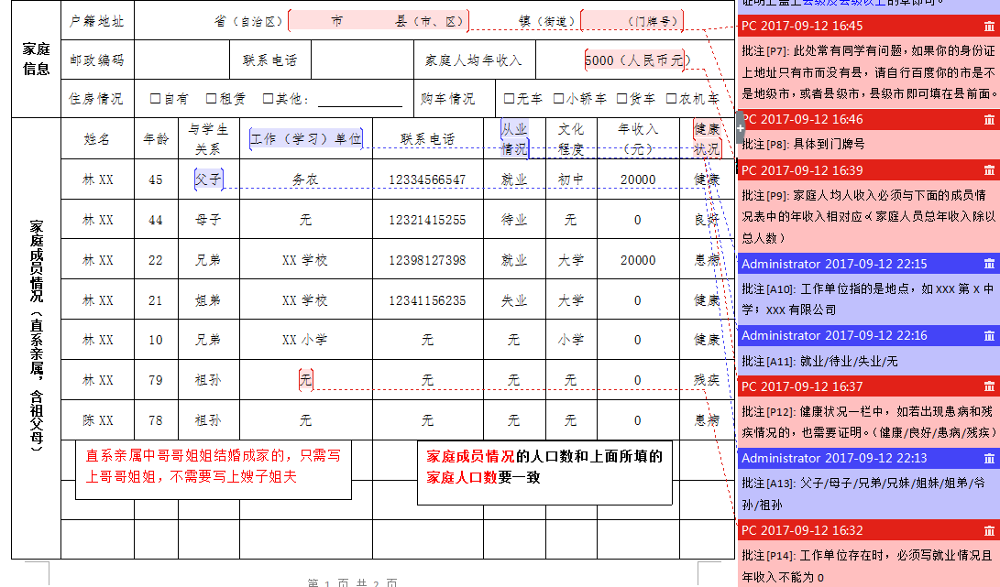 家庭
信息
户籍地址 省（自治区） 市 县（市、区） 镇（街道） （门牌号）
邮政编码 联系电话 家庭人均年收入 5000（人民币元）
住房情况 □自有 □租赁 □其他： 购车情况 □无车 □小轿车 □货车 □农机车
家庭成员情况（直系亲属，含祖父母）
姓名 年龄 与学生关系 工作（学习）单位 联系电话 从业情况 文化程度 年收入（元） 健康状况
林 XX 45 父子 务农 12334566547 就业 初中 20000 健康
林 XX 44 母子 无 12321415255 待业 无 0 良好
林 XX 22 兄弟 XX 学校 12398127398 就业 大学 20000 患病
林 XX 21 姐弟 XX 学校 12341156235 失业 大学 0 健康
林 XX 10 兄弟 XX 小学 无 无 小学 0 健康
林 XX 79 祖孙 无 无 无 无 0 残疾
陈 XX 78 祖孙 无 无 无 无 0 患病
直系亲属中哥哥姐姐结婚成家的，只需写
上哥哥姐姐，不需要写上嫂子姐夫
家庭成员情况的人口数和上面所填的
家庭人口数要一致
第 1 页 共 2 页
PC 2017-09-12 16:45
批注[P7]: 此处常有同学有问题，如果你的身份证
上地址只有市而没有县，请自行百度你的市是不
是地级市，或者县级市，县级市即可填在县前面。
PC 2017-09-12 16:46
批注[P8]: 具体到门牌号
PC 2017-09-12 16:39
批注[P9]: 家庭人均人收入必须与下面的成员情
况表中的年收入相对应（家庭人员总年收入除以
总人数）
Administrator 2017-09-12 22:15
批注[A10]: 工作单位指的是地点，如 XXX 第 X 中
学；XXX 有限公司
Administrator 2017-09-12 22:16
批注[A11]: 就业/待业/失业/无
PC 2017-09-12 16:37
批注[P12]: 健康状况一栏中，如若出现患病和残
疾情况的，也需要证明。（健康/良好/患病/残疾）
Administrator 2017-09-12 22:13
批注[A13]: 父子/母子/兄弟/兄妹/姐妹/姐弟/爷
孙/祖孙
PC 2017-09-12 16:32
批注[P14]: 工作单位存在时，必须写就业情况且
年收入不能为 0